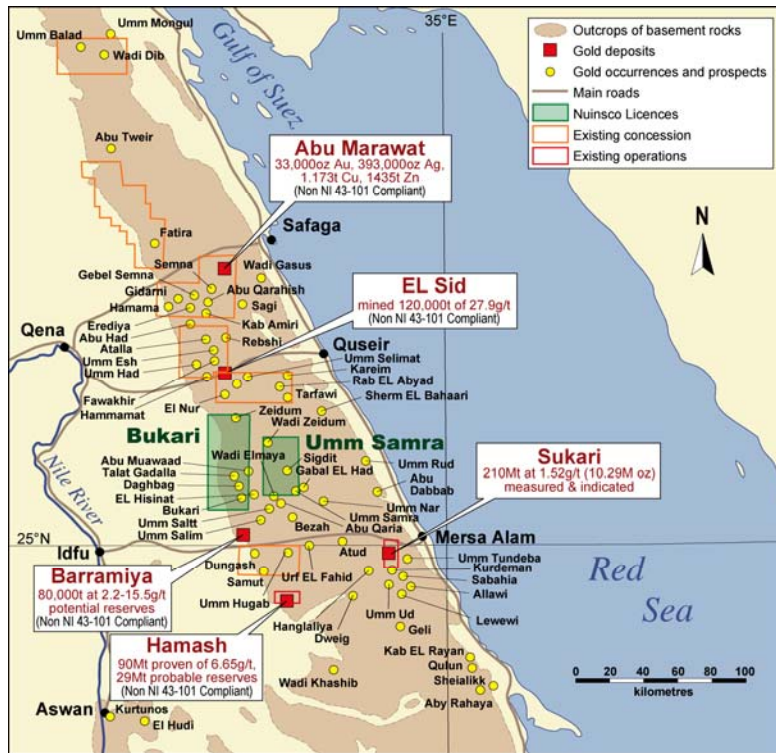 Umm Mongul
Umm Balad
Wadi Dib
Gulf of Suez
35°E
Outcrops of basement rocks
Gold deposits
Gold occurrences and prospects
Main roads
Nuinsco Licences
Existing concession
Existing operations
Abu Tweir
Abu Marawat
33,000oz Au, 393,000oz Ag,
1.173t Cu, 1435t Zn
(Non NI 43-101 Compliant)
N
Safaga
Fatira
Semna
Wadi Gasus
Gebel Semna
Gidarni
Abu Qarahish
Hamama
Sagi
EL Sid
mined 120,000t of 27.9g/t
(Non NI 43-101 Compliant)
Erediya
Kab Amiri
Qena
Abu Had
Rebshi
Atalla
Quseir
Umm Esh
Umm Selimat
Umm Had
Kareim
Rab EL Abyad
Fawakhir
Tarfawi
Sherm EL Bahaari
Hammamat
El Nur
Zeidum
Wadi Zeidum
Bukari
Umm Samra
Wadi Elmaya
Sukari
210Mt at 1.52g/t (10.29M oz)
measured & indicated
Abu Muawaad
Sigdit
Umm Rud
Talat Gadalla
Gabal EL Had
Daghbag
Abu
Dabbab
EL Hisinat
Umm Nar
Bukari
Umm Samra
Umm Saltt
Abu Qaria
Bezah
Umm Salim
Nile River
25°N
Idfu
Mersa Alam
Atud
Dungash
Urf EL Fahid
Umm Tundeba
Kurdeman
Samut
Sabahia
Barramiya
80,000t at 2.2-15.5g/t
potential reserves
(Non NI 43-101 Compliant)
Umm Hugab
Allawi
Umm Ud
Lewewi
Red
Sea
Hanglaliya
Dweig
Geli
Hamash
90Mt proven of 6.65g/t,
29Mt probable reserves
(Non NI 43-101 Compliant)
Kab EL Rayan
Qulun
Wadi Khashib
Sheialikk
Aby Rahaya
0 20 40 60 80 100
kilometres
Aswan
Kurtunos
El Hudi